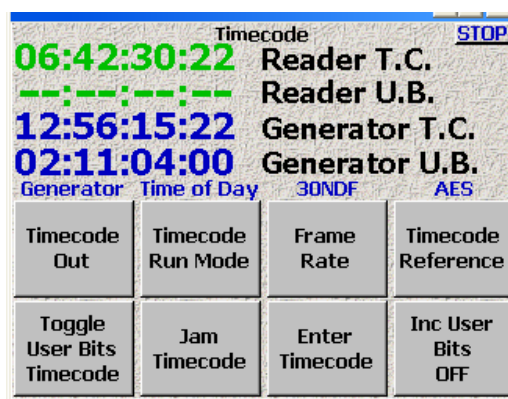 Timecode STOP
06:42:30:22 Reader T.C.
--:--:--:-- Reader U.B.
12:56:15:22 Generator T.C.
02:11:04:00 Generator U.B.
Generator Time of Day 30NDF AES
Timecode Out
Timecode Run Mode
Frame Rate
Timecode Reference
Toggle User Bits Timecode
Jam Timecode
Enter Timecode
Inc User Bits OFF